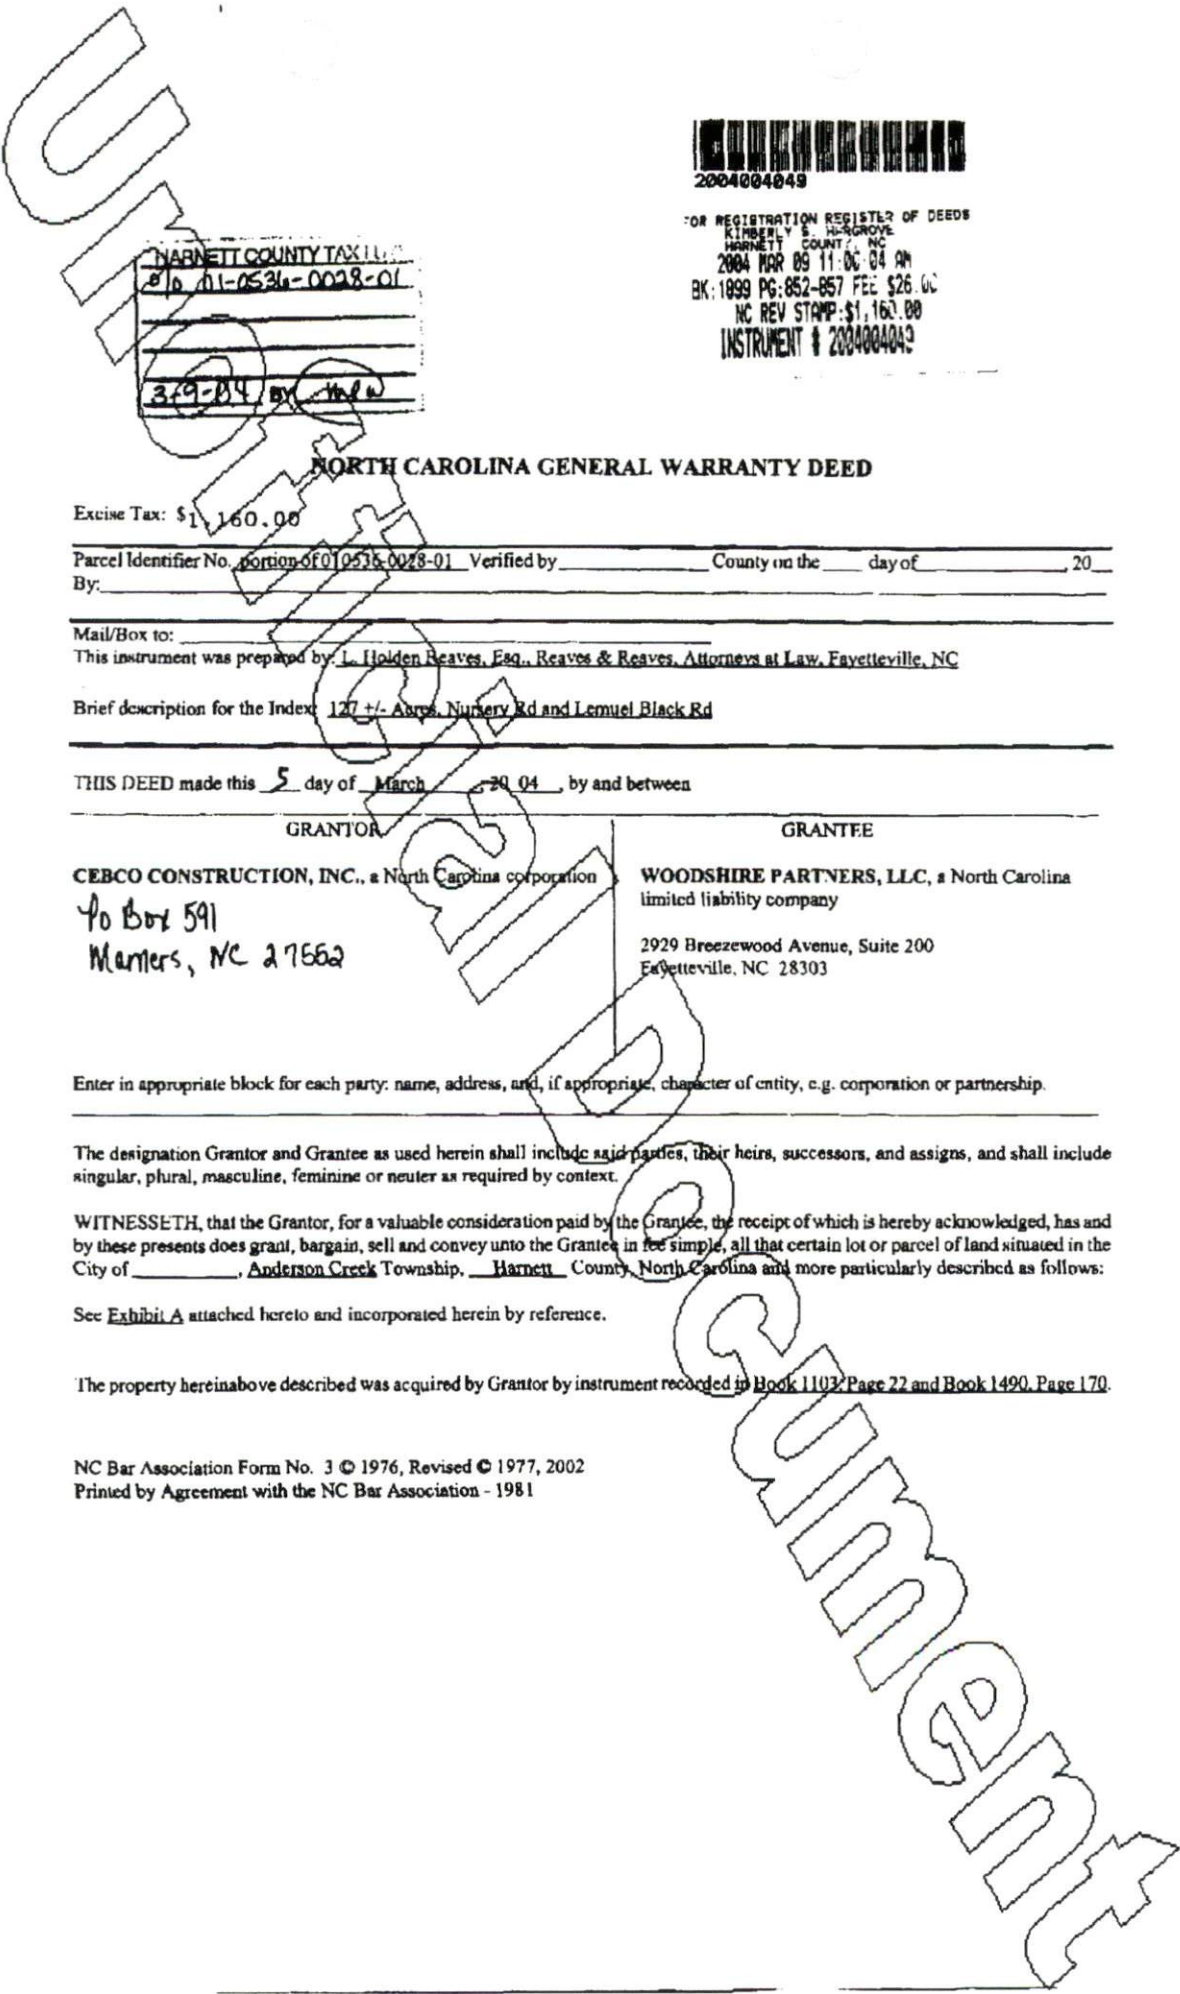 2004004049
FOR REGISTRATION REGISTER OF DEEDS
KIMBERLY S. HARGROVE
HARNETT COUNTY, NC
2004 MAR 09 11:06:04 AM
BK:1899 PG:852-857 FEE $26.00
NC REV STAMP:$1,160.00
INSTRUMENT # 2004004049
HARNETT COUNTY TAX I.D.
p/o 01-0536-0028-01
3-9-04 BY
NORTH CAROLINA GENERAL WARRANTY DEED
Excise Tax: $1,160.00
Parcel Identifier No. portion of 010536-0028-01 Verified by ____ County on the ____ day of ____, 20__
By:____
Mail/Box to: ____
This instrument was prepared by: L. Holden Reaves, Esq., Reaves & Reaves, Attorneys at Law, Fayetteville, NC
Brief description for the Index: 127 +/- Acres, Nursery Rd and Lemuel Black Rd
THIS DEED made this 5 day of March, 20 04, by and between
GRANTOR GRANTEE
CEBCO CONSTRUCTION, INC., a North Carolina corporation
Po Box 591
Mamers, NC 27552
WOODSHIRE PARTNERS, LLC, a North Carolina
limited liability company
2929 Breezewood Avenue, Suite 200
Fayetteville, NC 28303
Enter in appropriate block for each party: name, address, and, if appropriate, character of entity, e.g. corporation or partnership.
The designation Grantor and Grantee as used herein shall include said parties, their heirs, successors, and assigns, and shall include
singular, plural, masculine, feminine or neuter as required by context.
WITNESSETH, that the Grantor, for a valuable consideration paid by the Grantee, the receipt of which is hereby acknowledged, has and
by these presents does grant, bargain, sell and convey unto the Grantee in fee simple, all that certain lot or parcel of land situated in the
City of ____, Anderson Creek Township, Harnett County, North Carolina and more particularly described as follows:
See Exhibit A attached hereto and incorporated herein by reference.
The property hereinabove described was acquired by Grantor by instrument recorded in Book 1103, Page 22 and Book 1490, Page 170.
NC Bar Association Form No. 3 © 1976, Revised © 1977, 2002
Printed by Agreement with the NC Bar Association - 1981
Unofficial Document